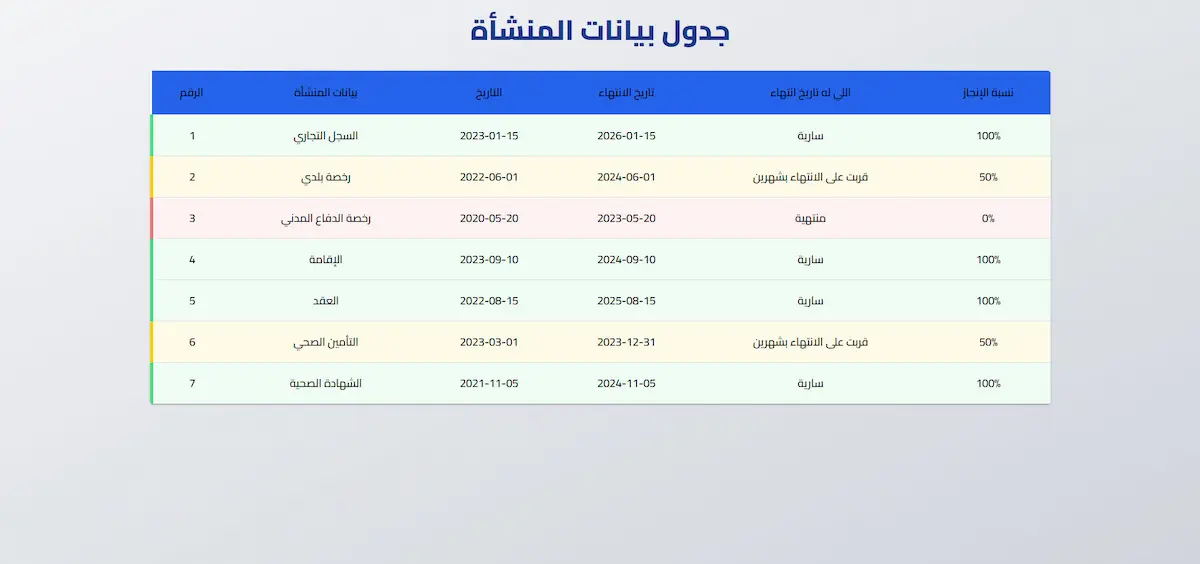 جدول بيانات المنشأة
الرقم بيانات المنشأة التاريخ تاريخ الانتهاء اللي له تاريخ انتهاء نسبة الإنجاز
1 السجل التجاري 2023-01-15 2026-01-15 سارية 100%
2 رخصة بلدي 2022-06-01 2024-06-01 قربت على الانتهاء بشهرين 50%
3 رخصة الدفاع المدني 2020-05-20 2023-05-20 منتهية 0%
4 الإقامة 2023-09-10 2024-09-10 سارية 100%
5 العقد 2022-08-15 2025-08-15 سارية 100%
6 التأمين الصحي 2023-03-01 2023-12-31 قربت على الانتهاء بشهرين 50%
7 الشهادة الصحية 2021-11-05 2024-11-05 سارية 100%